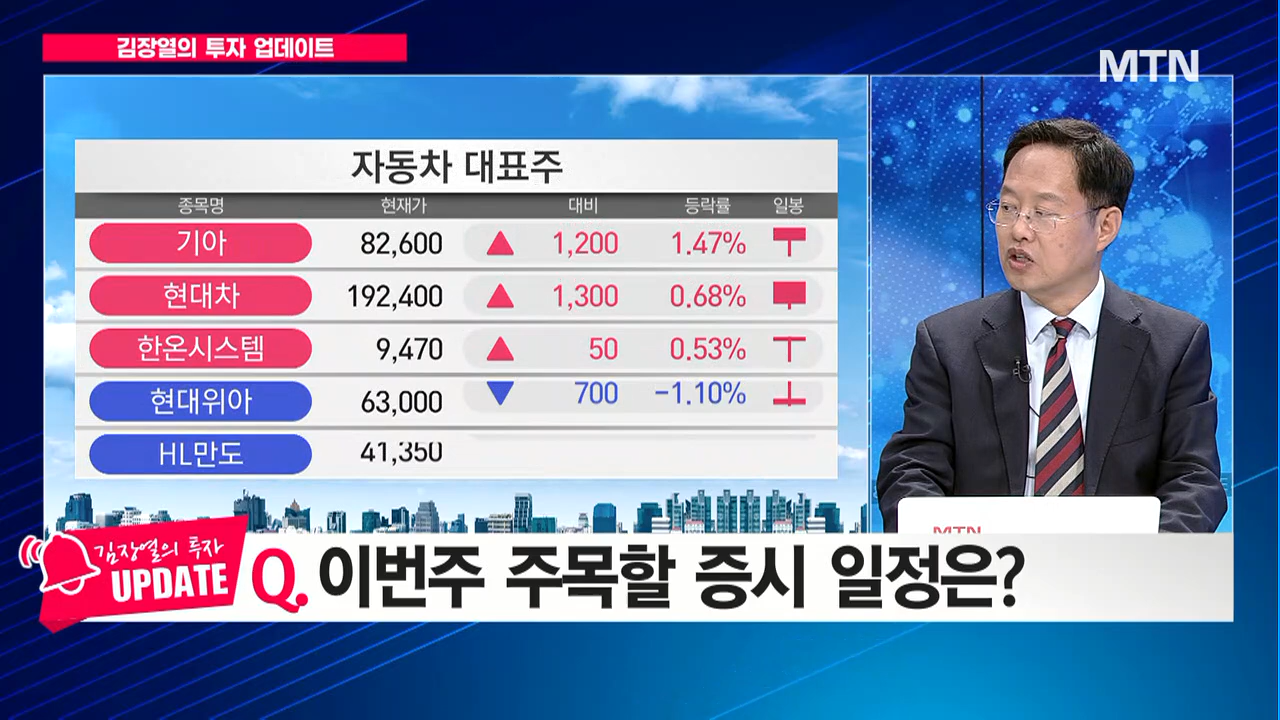 김장열의 투자 업데이트
MTN
자동차 대표주
종목명 현재가 대비 등락률 일봉
기아 82,600 ▲ 1,200 1.47%
현대차 192,400 ▲ 1,300 0.68%
한온시스템 9,470 ▲ 50 0.53%
현대위아 63,000 ▼ 700 -1.10%
HL만도 41,350
MTN
김장열의 투자
UPDATE
Q. 이번주 주목할 증시 일정은?